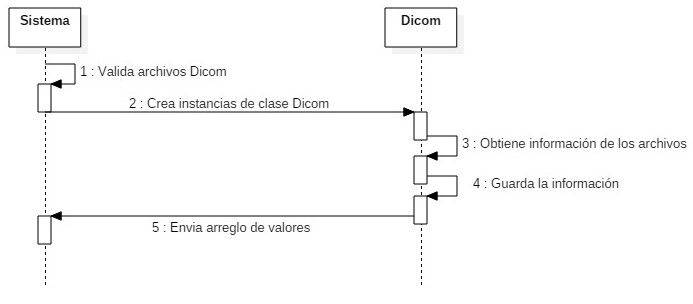 Sistema
Dicom
1 : Valida archivos Dicom
2 : Crea instancias de clase Dicom
3 : Obtiene información de los archivos
4 : Guarda la información
5 : Envia arreglo de valores